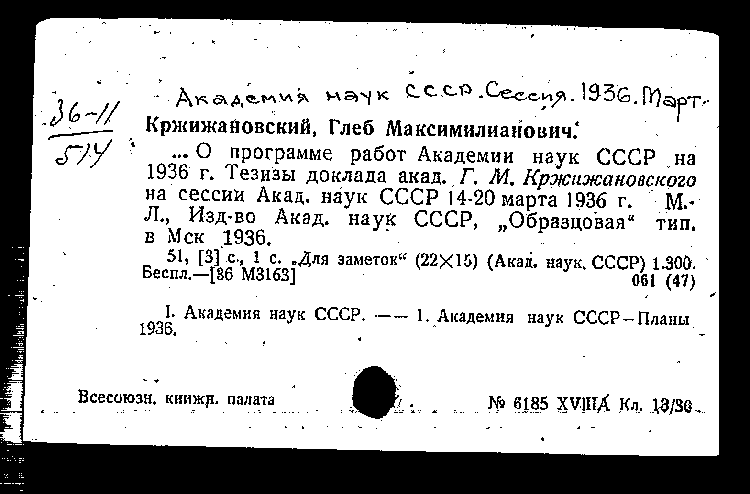 Академия наук СССР. Сессия. 1936. Март.
36-11
514
Кржижановский, Глеб Максимилианович.
... О программе работ Академии наук СССР на
1936 г. Тезизы доклада акад. Г. М. Кржижановского
на сессии Акад. наук СССР 14-20 марта 1936 г. М.-
Л., Изд-во Акад. наук СССР, „Образцовая“ тип.
в Мск 1936.
51, [3] с., 1 с. „Для заметок“ (22×15) (Акад. наук. СССР) 1.300.
Беспл.—[36 М3163]
061 (47)
I. Академия наук СССР. —— 1. Академия наук СССР—Планы
1936.
Всесоюзн. книжн. палата
№ 6185 XVIIIА Кл. 13/36